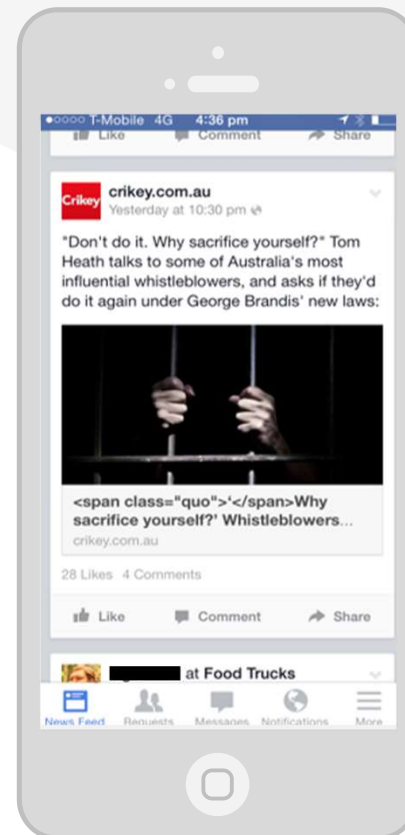 T-Mobile 4G 4:36 pm
Like Comment Share
Crikey
crikey.com.au
Yesterday at 10:30 pm
"Don't do it. Why sacrifice yourself?" Tom
Heath talks to some of Australia's most
influential whistleblowers, and asks if they'd
do it again under George Brandis' new laws:
<span class="quo">‘</span>Why
sacrifice yourself?’ Whistleblowers...
crikey.com.au
28 Likes 4 Comments
Like Comment Share
at Food Trucks
News Feed Requests Messages Notifications More